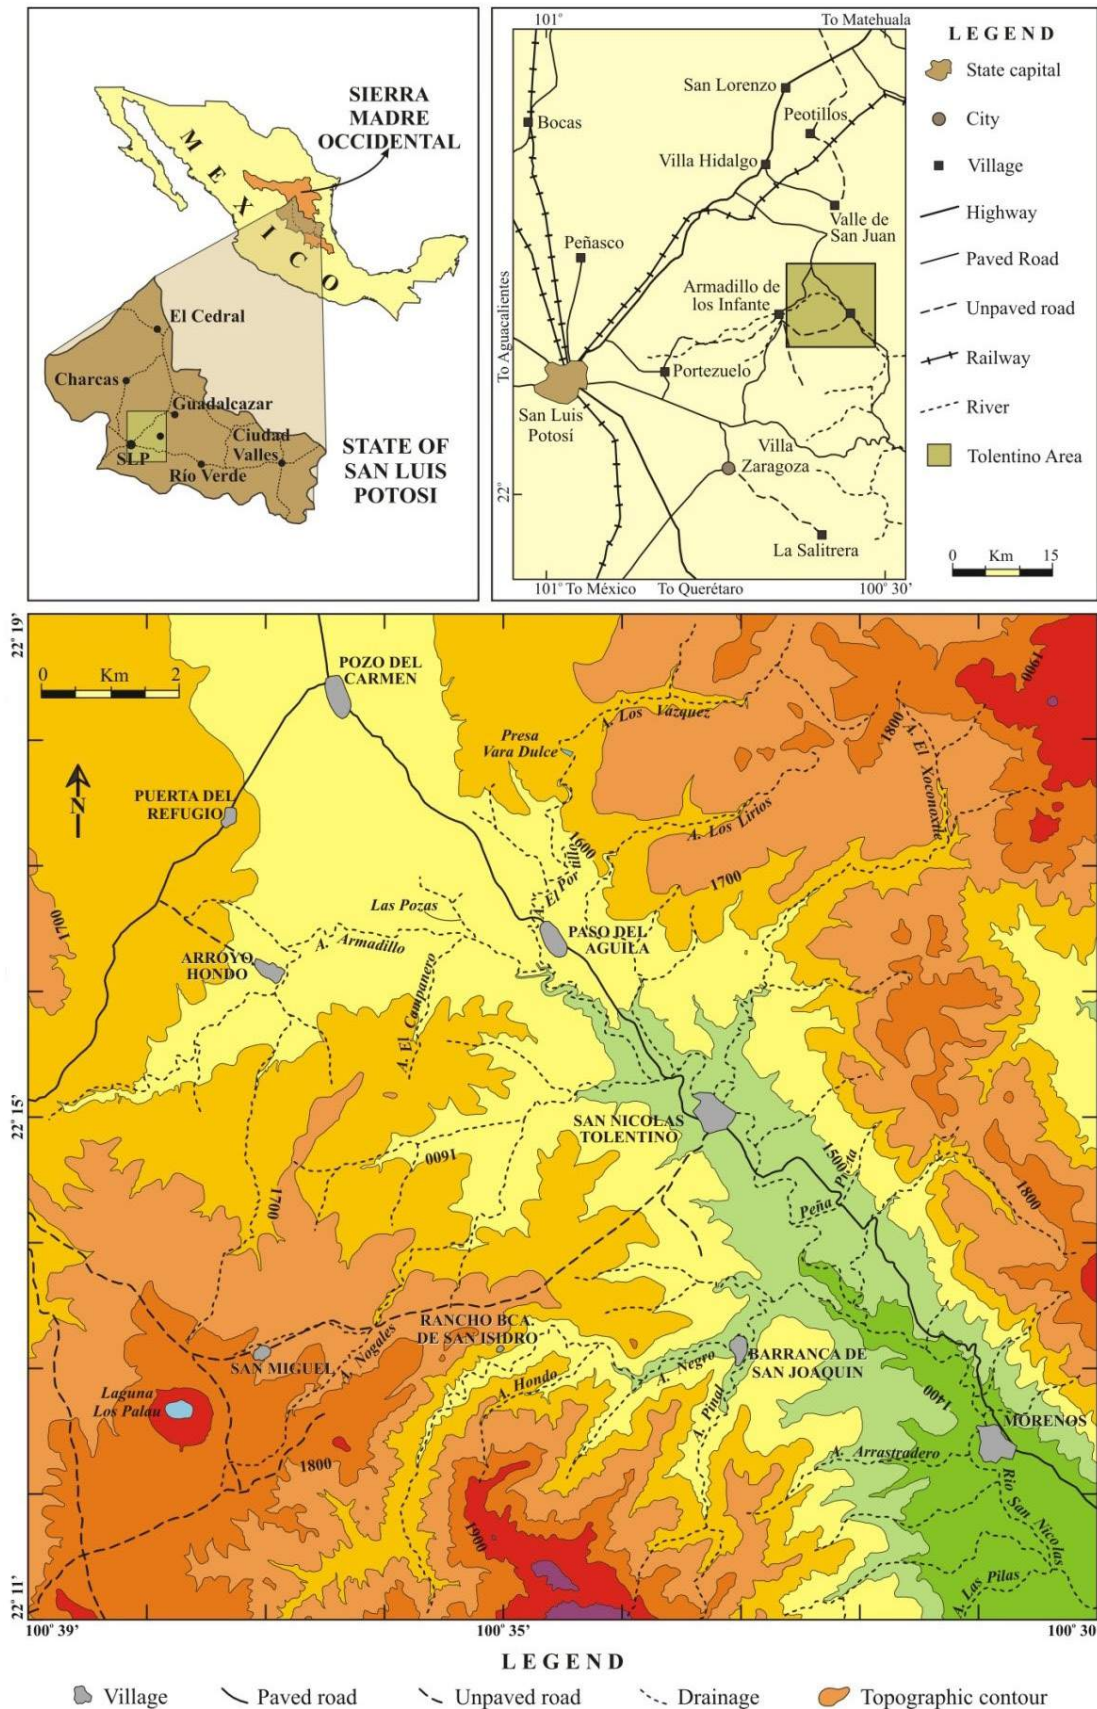 SIERRA
MADRE
OCCIDENTAL
MEXICO
El Cedral
Charcas
Guadalcazar
Ciudad
Valles
SLP
Río Verde
STATE OF
SAN LUIS
POTOSI
101°
To Matehuala
San Lorenzo
Peotillos
Bocas
Villa Hidalgo
Valle de
San Juan
Peñasco
Armadillo de
los Infante
To Aguacalientes
Portezuelo
San Luis
Potosí
Villa
Zaragoza
22°
La Salitrera
101°
To México
To Querétaro
100° 30'
LEGEND
State capital
City
Village
Highway
Paved Road
Unpaved road
Railway
River
Tolentino Area
0 Km 15
22° 19'
0 Km 2
POZO DEL
CARMEN
A. Los Vázquez
1900
1800
A. El Xoconoxtle
Presa
Vara Dulce
N
PUERTA DEL
REFUGIO
A. Los Lirios
1600
A. El Portillo
1700
1700
Las Pozas
PASO DEL
AGUILA
A. Armadillo
ARROYO
HONDO
A. El Campanero
22° 15'
SAN NICOLAS
TOLENTINO
1600
1500
Peña Prieta
1700
1800
RANCHO BCA.
DE SAN ISIDRO
SAN MIGUEL
A. Nogales
A. Hondo
A. Negro
BARRANCA DE
SAN JOAQUIN
A. Pinal
1400
Laguna
Los Palau
MORENOS
A. Arrastradero
1800
1900
Rio San Nicolas
A. Las Pilas
22° 11'
100° 39'
100° 35'
100° 30'
LEGEND
Village
Paved road
Unpaved road
Drainage
Topographic contour